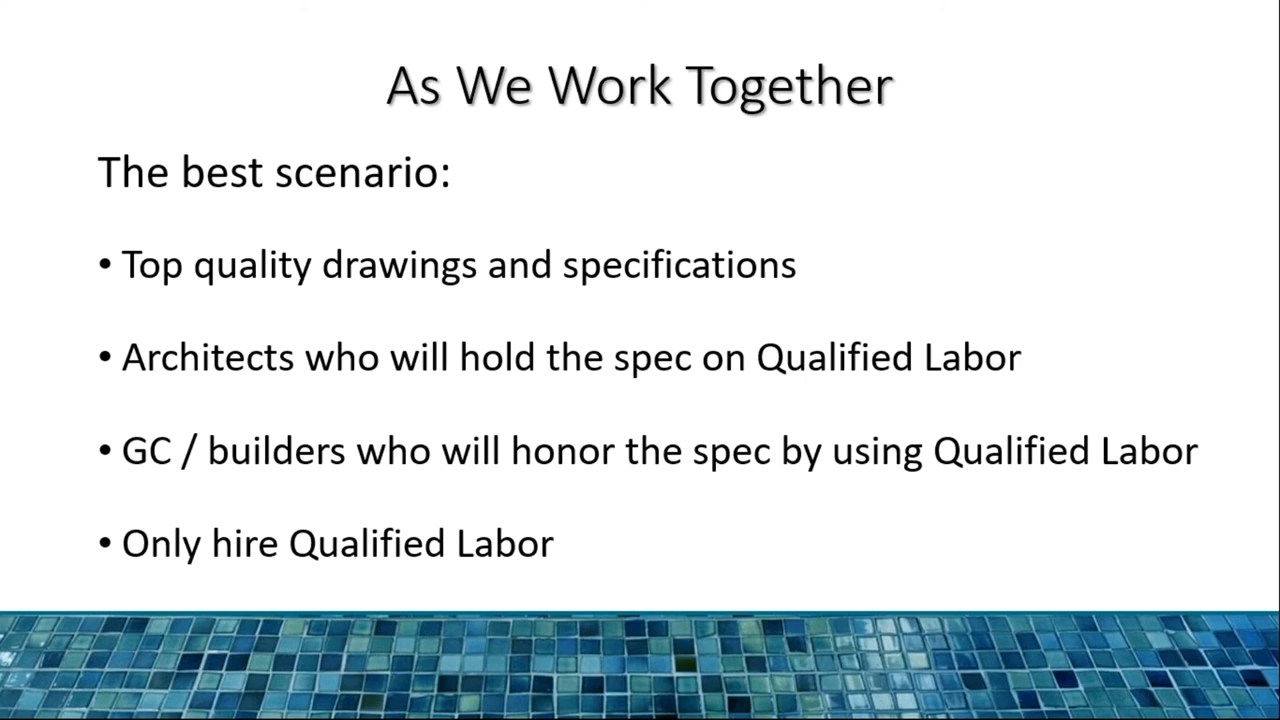 As We Work Together
The best scenario:
• Top quality drawings and specifications
• Architects who will hold the spec on Qualified Labor
• GC / builders who will honor the spec by using Qualified Labor
• Only hire Qualified Labor